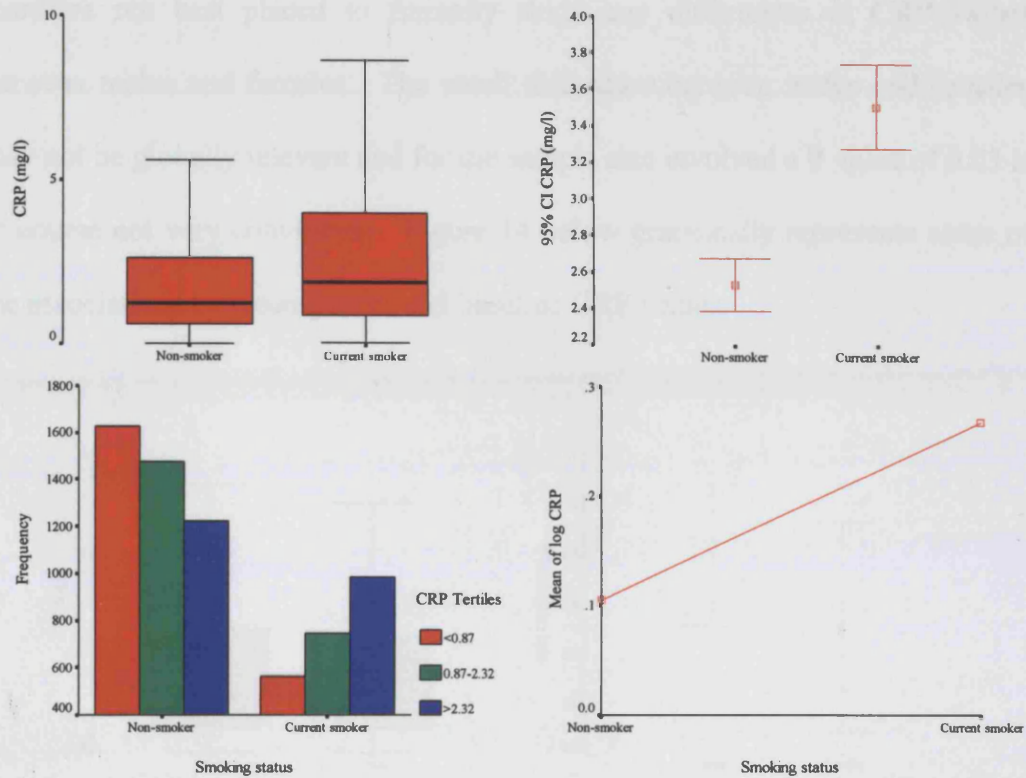 10
5
0
CRP (mg/l)
Non-smoker
Current smoker
4.0
3.8
3.6
3.4
3.2
3.0
2.8
2.6
2.4
2.2
95% CI CRP (mg/l)
Non-smoker
Current smoker
1800
1600
1400
1200
1000
800
600
400
Frequency
Non-smoker
Current smoker
Smoking status
CRP Tertiles
<0.87
0.87-2.32
>2.32
.3
.2
.1
0.0
Mean of log CRP
Non-smoker
Current smoker
Smoking status